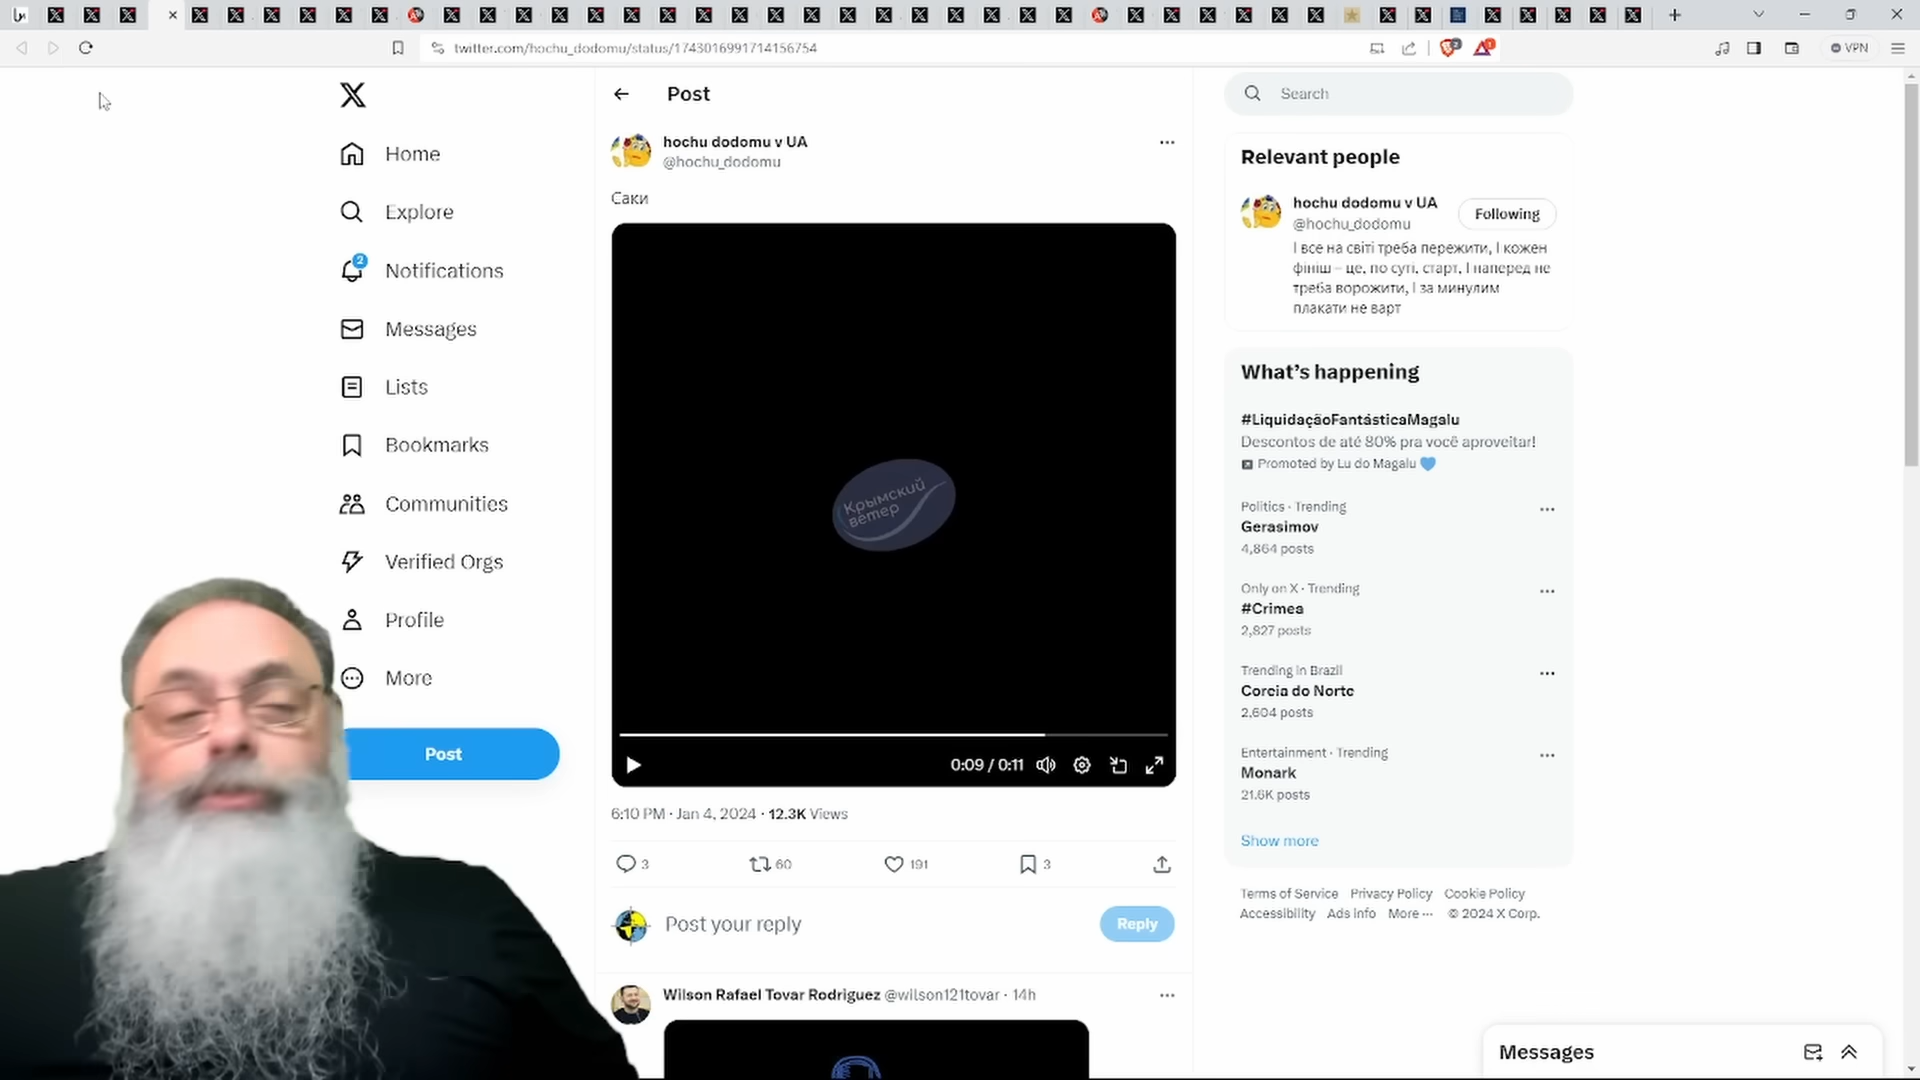 twitter.com/hochu_dodomu/status/1743016991714156754
VPN
Home
Explore
2
Notifications
Messages
Lists
Bookmarks
Communities
Verified Orgs
Profile
More
Post
Post
hochu dodomu v UA
@hochu_dodomu
Саки
Крымский
ветер
0:09 / 0:11
6:10 PM · Jan 4, 2024 · 12.3K Views
3 60 191 3
Post your reply
Reply
Wilson Rafael Tovar Rodriguez @wilson121tovar · 14h
Search
Relevant people
hochu dodomu v UA
@hochu_dodomu
Following
І все на світі треба пережити, І кожен
фініш – це, по суті, старт, І наперед не
треба ворожити, І за минулим
плакати не варт
What's happening
#LiquidaçãoFantásticaMagalu
Descontos de até 80% pra você aproveitar!
Promoted by Lu do Magalu
Politics · Trending
Gerasimov
4,864 posts
Only on X · Trending
#Crimea
2,827 posts
Trending in Brazil
Coreia do Norte
2,604 posts
Entertainment · Trending
Monark
21.6K posts
Show more
Terms of Service Privacy Policy Cookie Policy
Accessibility Ads info More ... © 2024 X Corp.
Messages